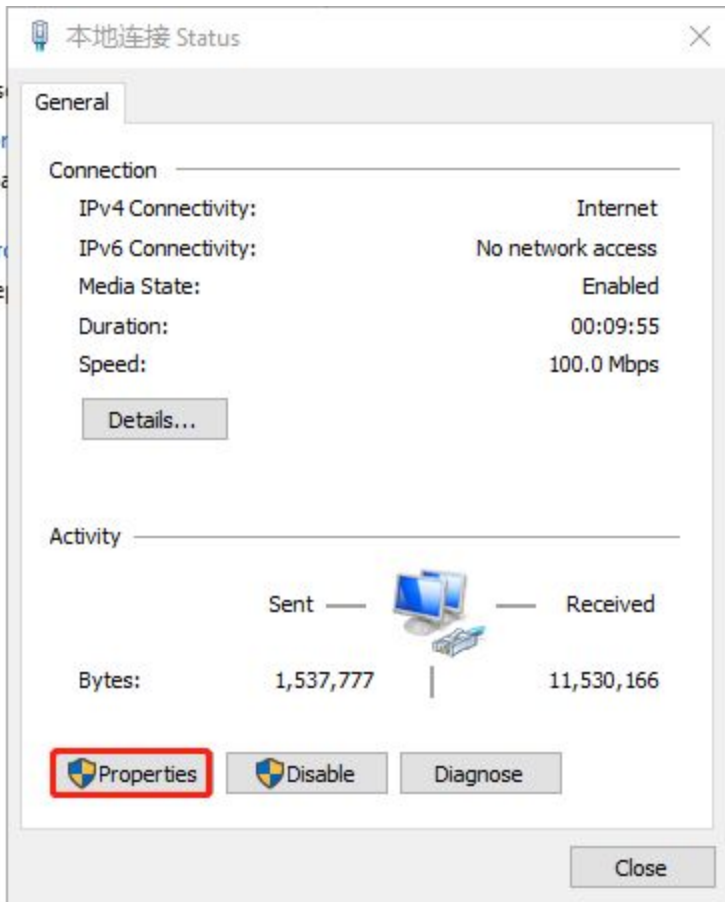 本地连接 Status
General
Connection
IPv4 Connectivity: Internet
IPv6 Connectivity: No network access
Media State: Enabled
Duration: 00:09:55
Speed: 100.0 Mbps
Details...
Activity
Sent Received
Bytes: 1,537,777 11,530,166
Properties Disable Diagnose
Close